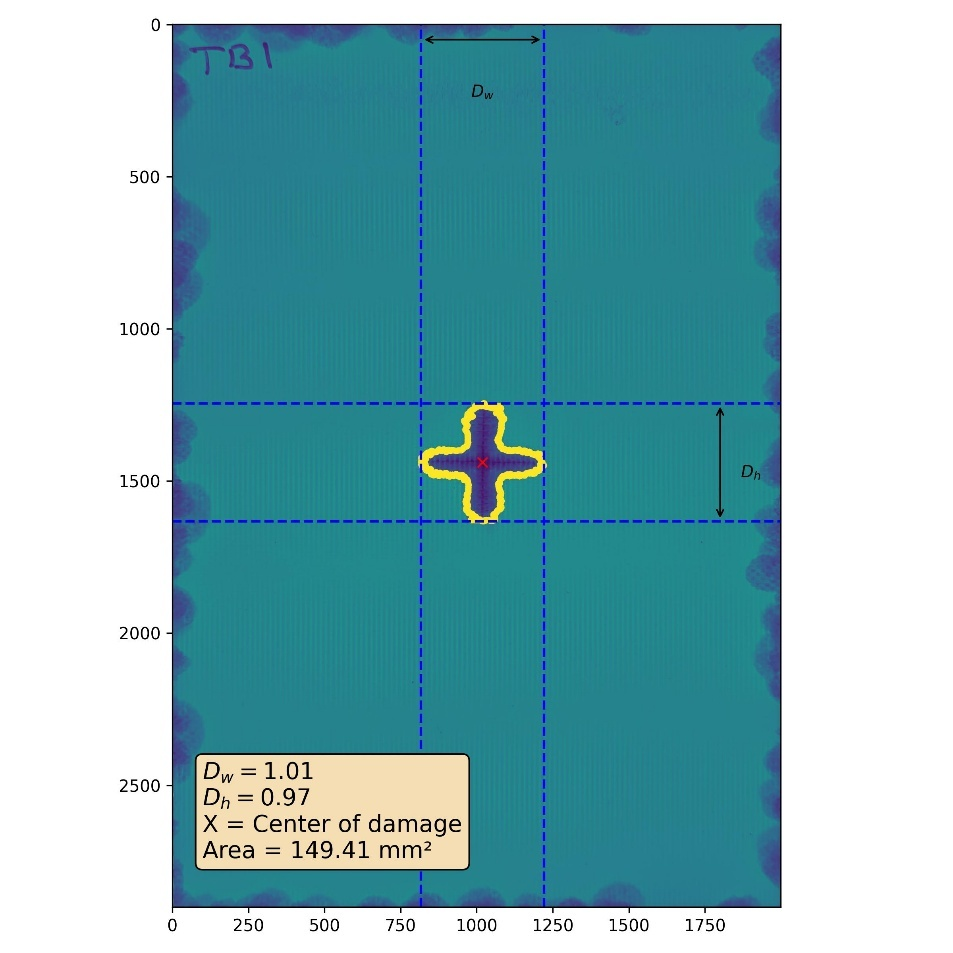 0
TB1
D_w
500
1000
1500
D_h
2000
2500
D_w = 1.01
D_h = 0.97
X = Center of damage
Area = 149.41 mm²
0 250 500 750 1000 1250 1500 1750